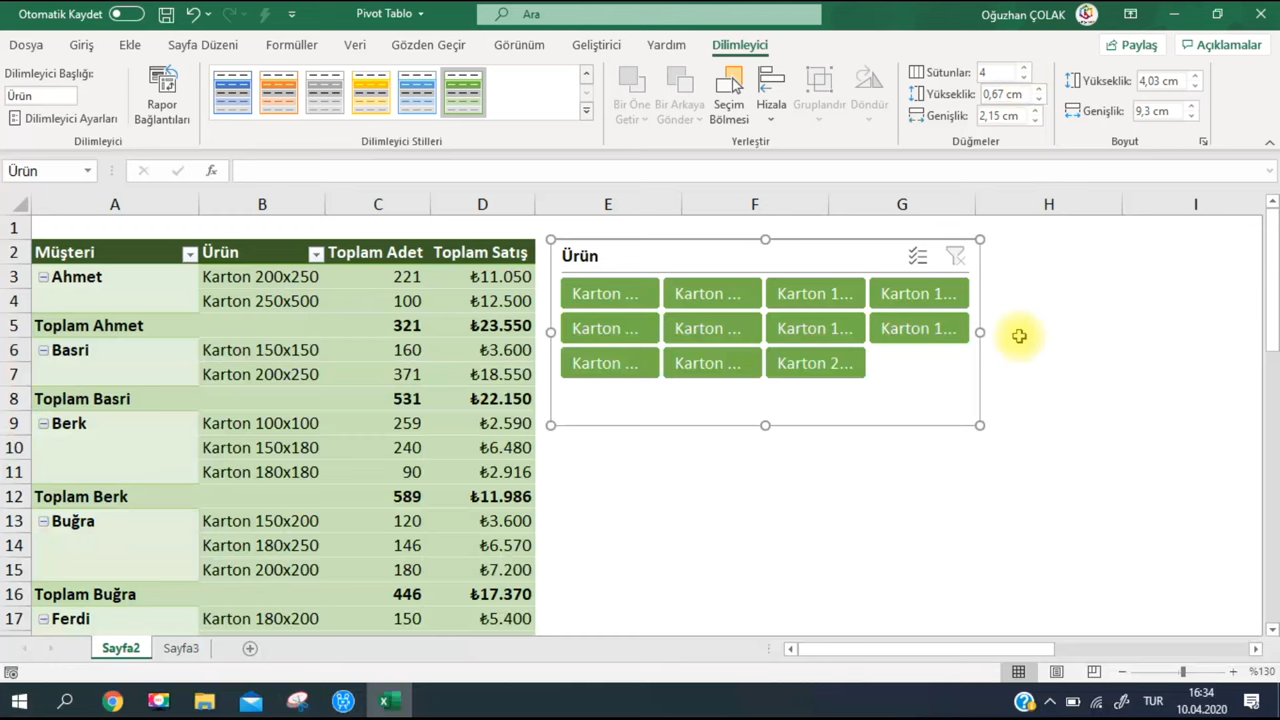 Otomatik Kaydet
Pivot Tablo
Ara
Oğuzhan ÇOLAK
Dosya Giriş Ekle Sayfa Düzeni Formüller Veri Gözden Geçir Görünüm Geliştirici Yardım Dilimleyici Paylaş Açıklamalar
Dilimleyici Başlığı:
Ürün
Dilimleyici Ayarları
Rapor
Bağlantıları
Bir Öne
Getir
Bir Arkaya
Gönder
Seçim
Bölmesi
Hizala
Gruplandır
Döndür
Sütunlar: 4
Yükseklik: 0,67 cm
Genişlik: 2,15 cm
Yükseklik: 4,03 cm
Genişlik: 9,3 cm
Dilimleyici Dilimleyici Stilleri Yerleştir Düğmeler Boyut
Ürün fx
A B C D E F G H I
1
2 Müşteri Ürün Toplam Adet Toplam Satış
3 Ahmet Karton 200x250 221 ₺11.050
4 Karton 250x500 100 ₺12.500
5 Toplam Ahmet 321 ₺23.550
6 Basri Karton 150x150 160 ₺3.600
7 Karton 200x250 371 ₺18.550
8 Toplam Basri 531 ₺22.150
9 Berk Karton 100x100 259 ₺2.590
10 Karton 150x180 240 ₺6.480
11 Karton 180x180 90 ₺2.916
12 Toplam Berk 589 ₺11.986
13 Buğra Karton 150x200 120 ₺3.600
14 Karton 180x250 146 ₺6.570
15 Karton 200x200 180 ₺7.200
16 Toplam Buğra 446 ₺17.370
17 Ferdi Karton 180x200 150 ₺5.400
Ürün
Karton ... Karton ... Karton 1... Karton 1...
Karton ... Karton ... Karton 1... Karton 1...
Karton ... Karton ... Karton 2...
Sayfa2 Sayfa3
%130
TUR
16:34
10.04.2020